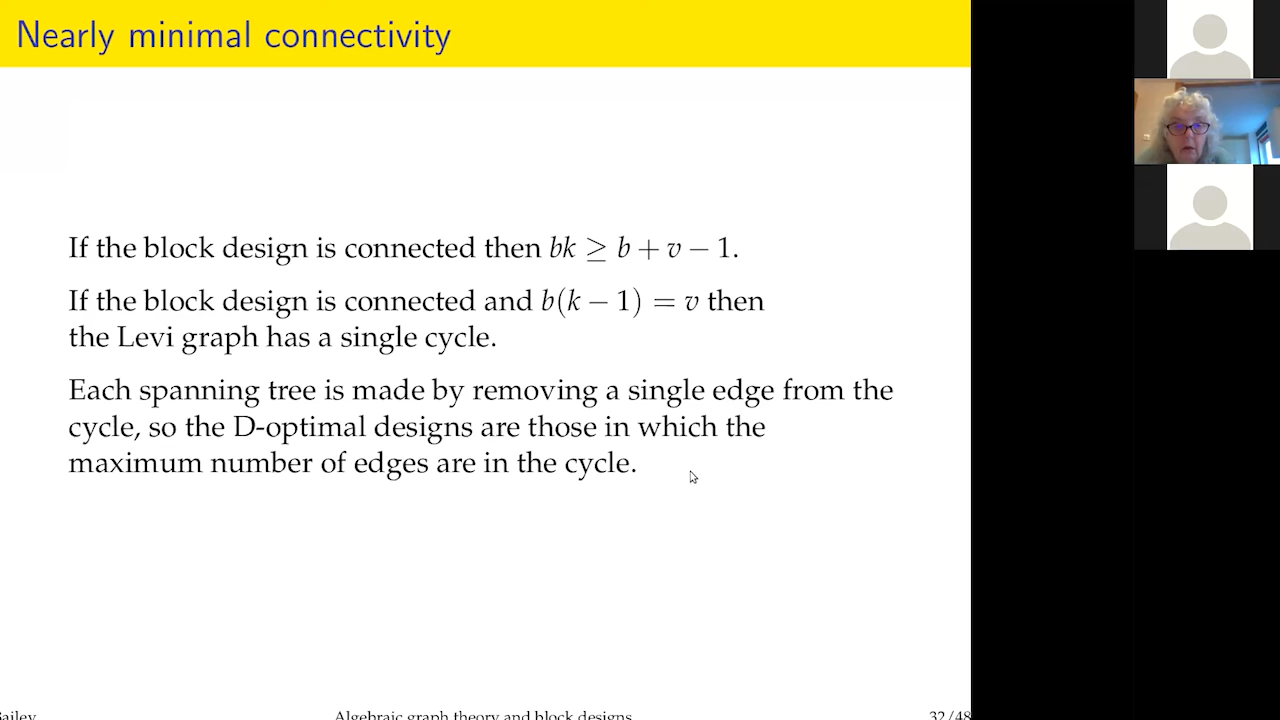 Nearly minimal connectivity
If the block design is connected then bk ≥ b + v − 1.
If the block design is connected and b(k − 1) = v then
the Levi graph has a single cycle.
Each spanning tree is made by removing a single edge from the
cycle, so the D-optimal designs are those in which the
maximum number of edges are in the cycle.
Bailey
Algebraic graph theory and block designs
32/48